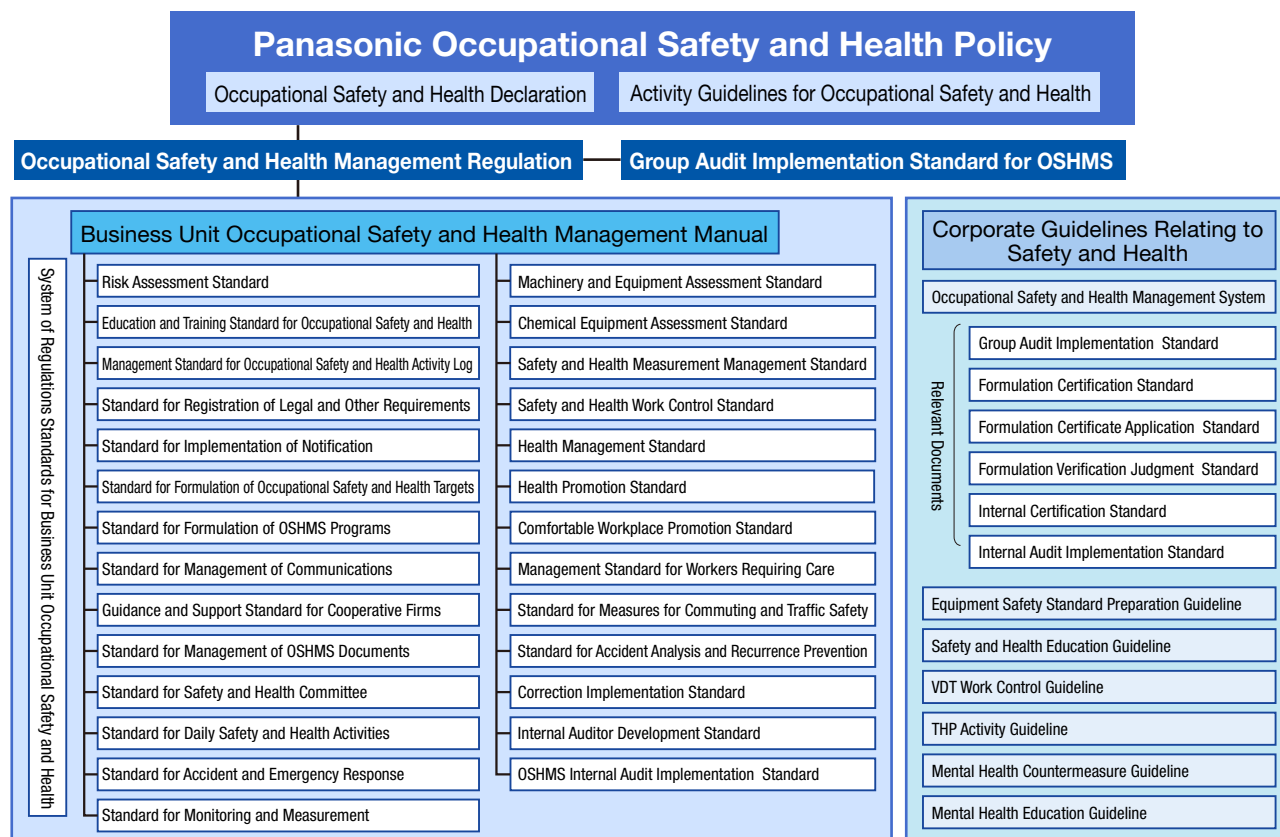 Panasonic Occupational Safety and Health Policy
Occupational Safety and Health Declaration
Activity Guidelines for Occupational Safety and Health
Occupational Safety and Health Management Regulation
Group Audit Implementation Standard for OSHMS
Business Unit Occupational Safety and Health Management Manual
System of Regulations Standards for Business Unit Occupational Safety and Health
Risk Assessment Standard
Education and Training Standard for Occupational Safety and Health
Management Standard for Occupational Safety and Health Activity Log
Standard for Registration of Legal and Other Requirements
Standard for Implementation of Notification
Standard for Formulation of Occupational Safety and Health Targets
Standard for Formulation of OSHMS Programs
Standard for Management of Communications
Guidance and Support Standard for Cooperative Firms
Standard for Management of OSHMS Documents
Standard for Safety and Health Committee
Standard for Daily Safety and Health Activities
Standard for Accident and Emergency Response
Standard for Monitoring and Measurement
Machinery and Equipment Assessment Standard
Chemical Equipment Assessment Standard
Safety and Health Measurement Management Standard
Safety and Health Work Control Standard
Health Management Standard
Health Promotion Standard
Comfortable Workplace Promotion Standard
Management Standard for Workers Requiring Care
Standard for Measures for Commuting and Traffic Safety
Standard for Accident Analysis and Recurrence Prevention
Correction Implementation Standard
Internal Auditor Development Standard
OSHMS Internal Audit Implementation Standard
Corporate Guidelines Relating to
Safety and Health
Occupational Safety and Health Management System
Relevant Documents
Group Audit Implementation Standard
Formulation Certification Standard
Formulation Certificate Application Standard
Formulation Verification Judgment Standard
Internal Certification Standard
Internal Audit Implementation Standard
Equipment Safety Standard Preparation Guideline
Safety and Health Education Guideline
VDT Work Control Guideline
THP Activity Guideline
Mental Health Countermeasure Guideline
Mental Health Education Guideline